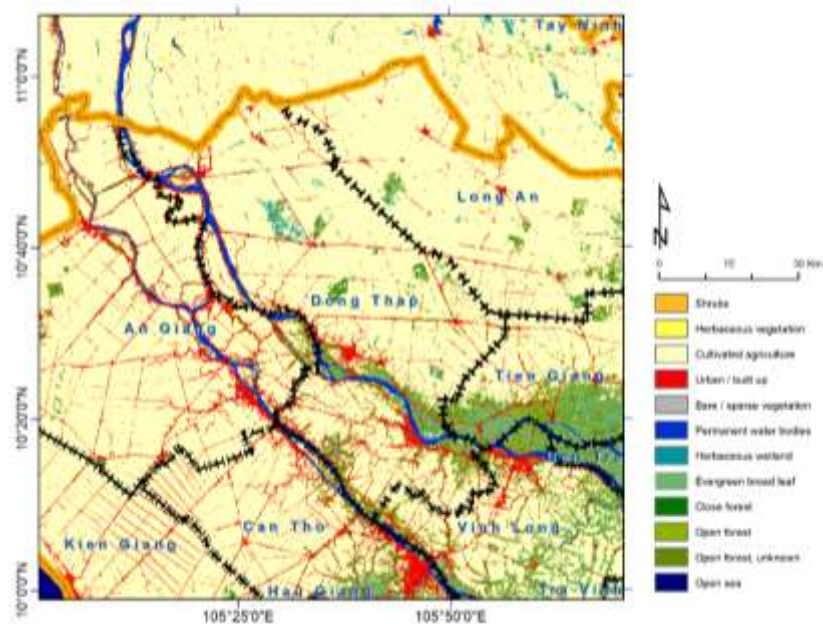 Tay Ninh
11°0'0"N
Long An
10°40'0"N
Dong Thap
An Giang
Tien Giang
10°20'0"N
Can Tho
Vinh Long
Kien Giang
Hau Giang
Tra Vinh
10°0'0"N
105°25'0"E
105°50'0"E
N
0 10 30 Km
Shrubs
Herbaceous vegetation
Cultivated agriculture
Urban / built up
Bare / sparse vegetation
Permanent water bodies
Herbaceous wetland
Evergreen broad leaf
Close forest
Open forest
Open forest, unknown
Open sea